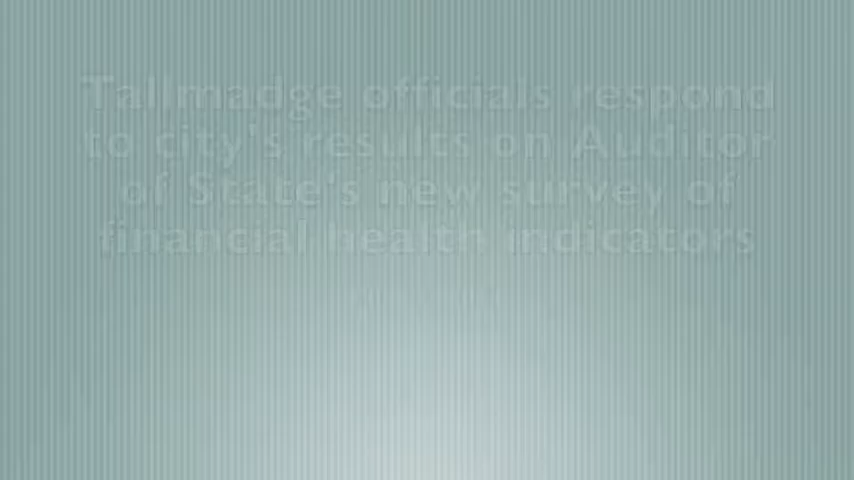 Tallmadge officials respond
to city's results on Auditor
of State's new survey of
financial health indicators